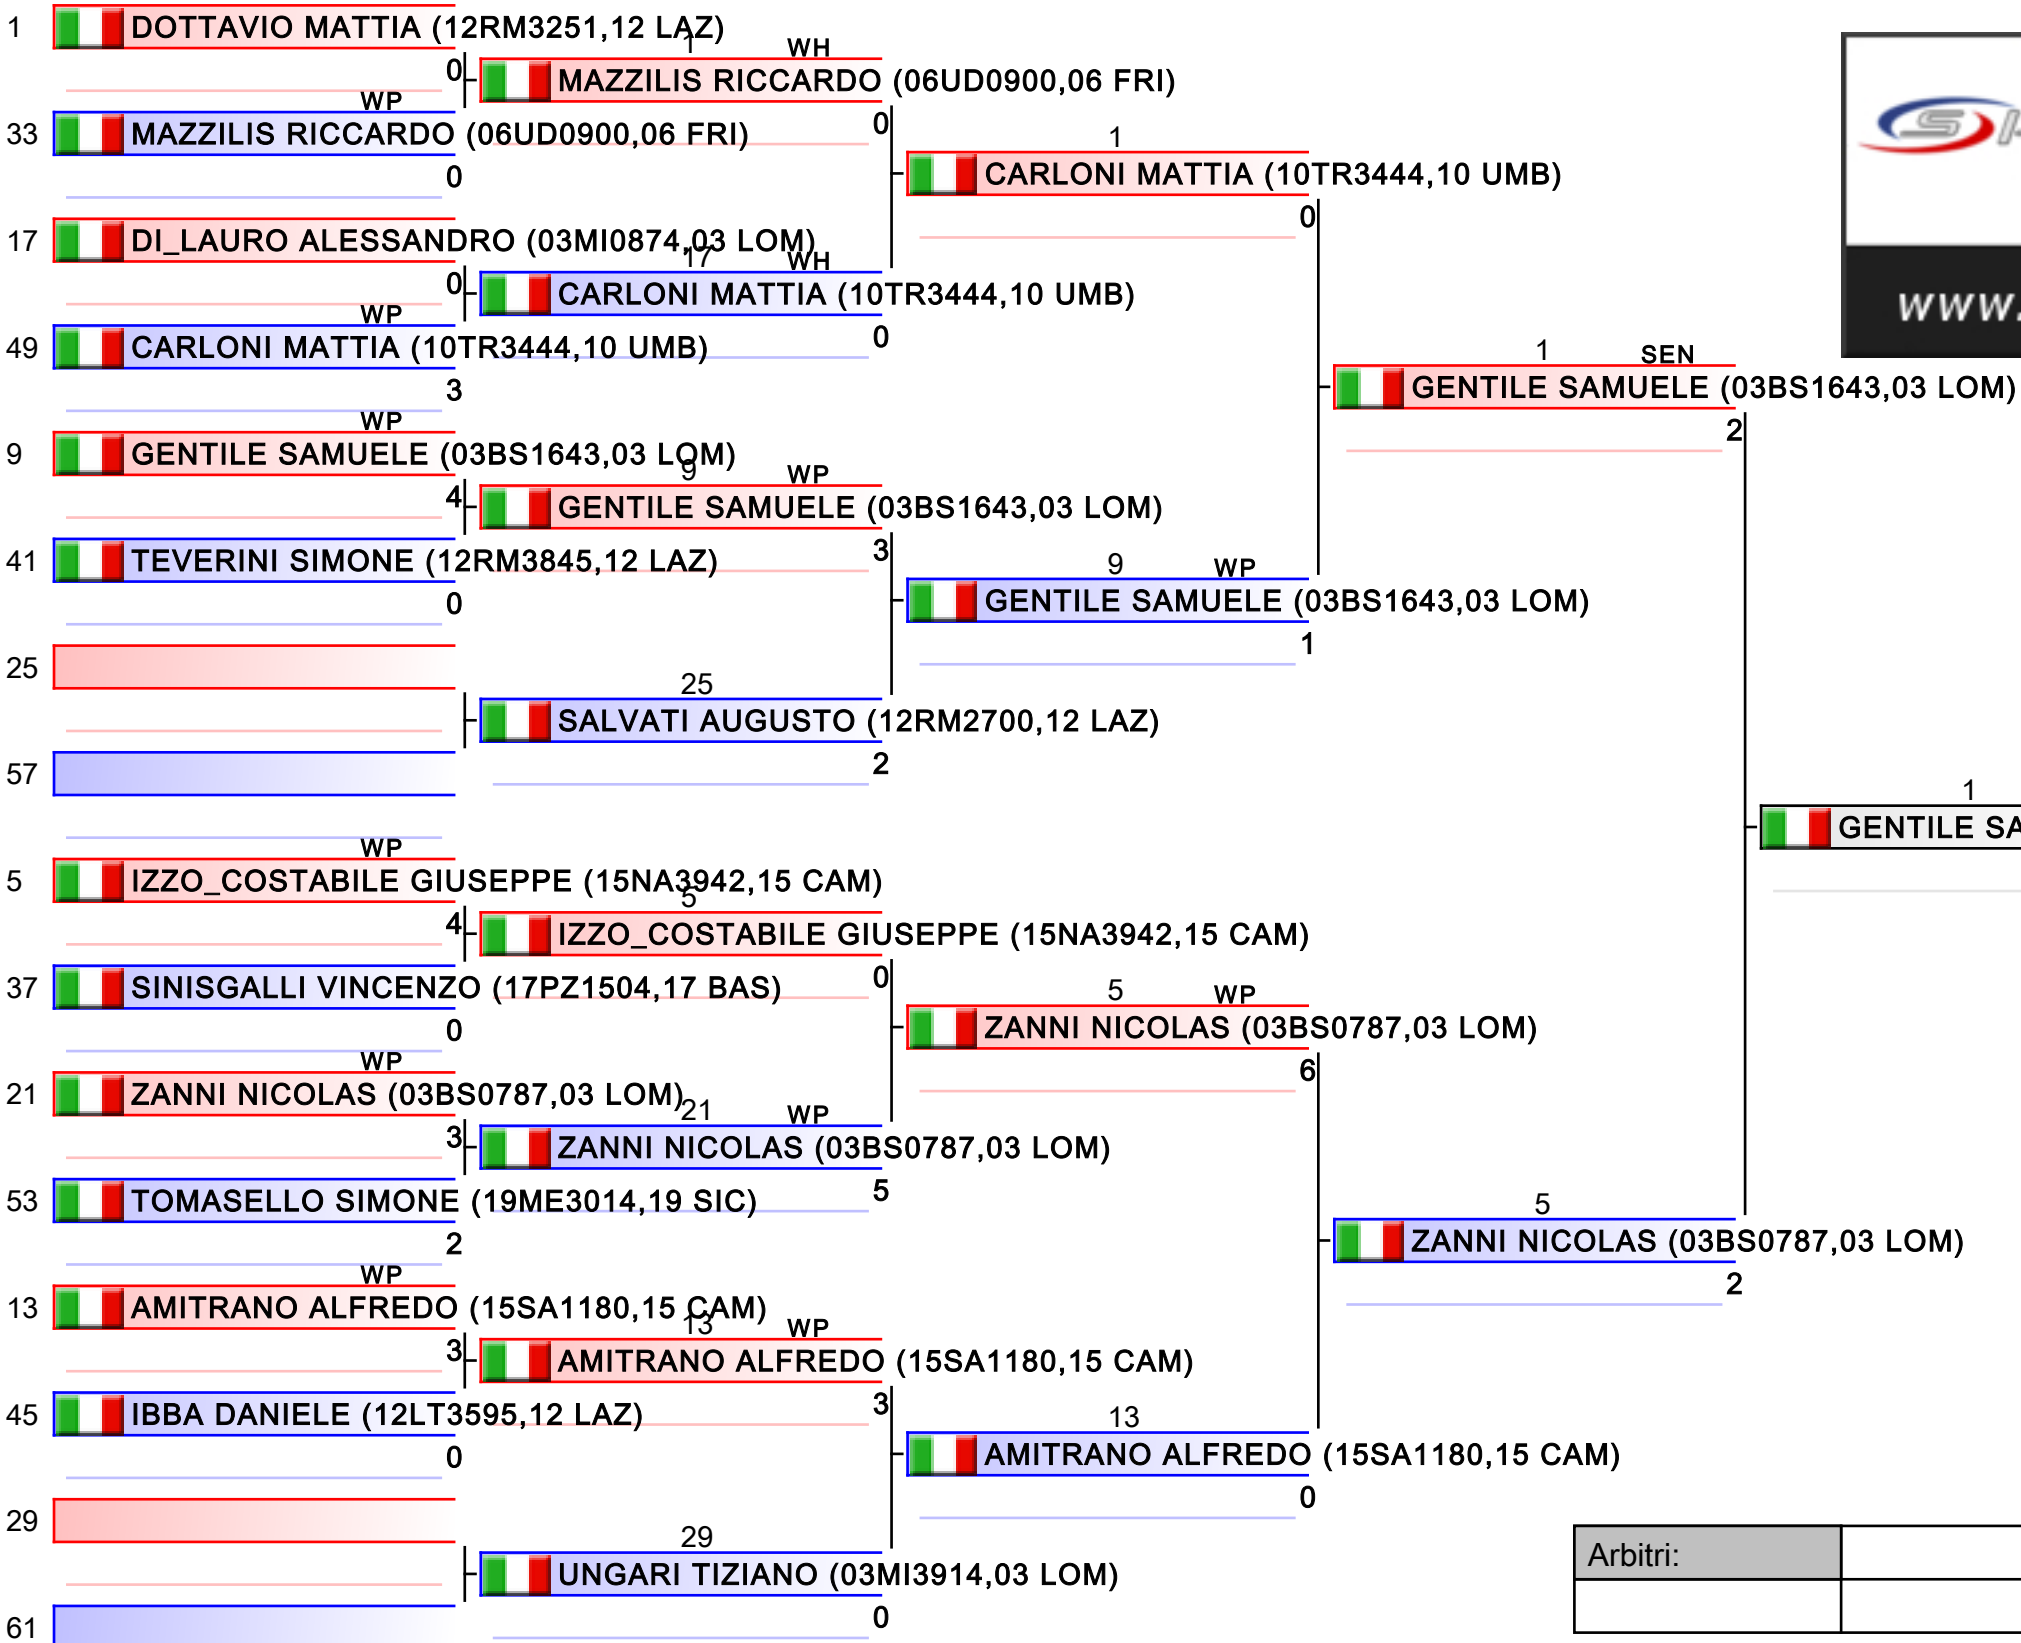 1 DOTTAVIO MATTIA (12RM3251,12 LAZ)
0
WP
33 MAZZILIS RICCARDO (06UD0900,06 FRI)
0
17 DI_LAURO ALESSANDRO (03MI0874,03 LOM)
0
WP
49 CARLONI MATTIA (10TR3444,10 UMB)
3
WP
9 GENTILE SAMUELE (03BS1643,03 LOM)
4
41 TEVERINI SIMONE (12RM3845,12 LAZ)
0
25
57
WP
5 IZZO_COSTABILE GIUSEPPE (15NA3942,15 CAM)
4
37 SINISGALLI VINCENZO (17PZ1504,17 BAS)
0
WP
21 ZANNI NICOLAS (03BS0787,03 LOM)
3
53 TOMASELLO SIMONE (19ME3014,19 SIC)
2
WP
13 AMITRANO ALFREDO (15SA1180,15 CAM)
3
45 IBBA DANIELE (12LT3595,12 LAZ)
0
29
61
1 WH
MAZZILIS RICCARDO (06UD0900,06 FRI)
0
17 WH
CARLONI MATTIA (10TR3444,10 UMB)
0
9 WP
GENTILE SAMUELE (03BS1643,03 LOM)
3
25
SALVATI AUGUSTO (12RM2700,12 LAZ)
2
5
IZZO_COSTABILE GIUSEPPE (15NA3942,15 CAM)
0
21 WP
ZANNI NICOLAS (03BS0787,03 LOM)
5
13 WP
AMITRANO ALFREDO (15SA1180,15 CAM)
3
29
UNGARI TIZIANO (03MI3914,03 LOM)
0
1
CARLONI MATTIA (10TR3444,10 UMB)
0
9 WP
GENTILE SAMUELE (03BS1643,03 LOM)
1
5 WP
ZANNI NICOLAS (03BS0787,03 LOM)
6
13
AMITRANO ALFREDO (15SA1180,15 CAM)
0
1 SEN
GENTILE SAMUELE (03BS1643,03 LOM)
2
5
ZANNI NICOLAS (03BS0787,03 LOM)
2
1
GENTILE SA
www.
Arbitri: